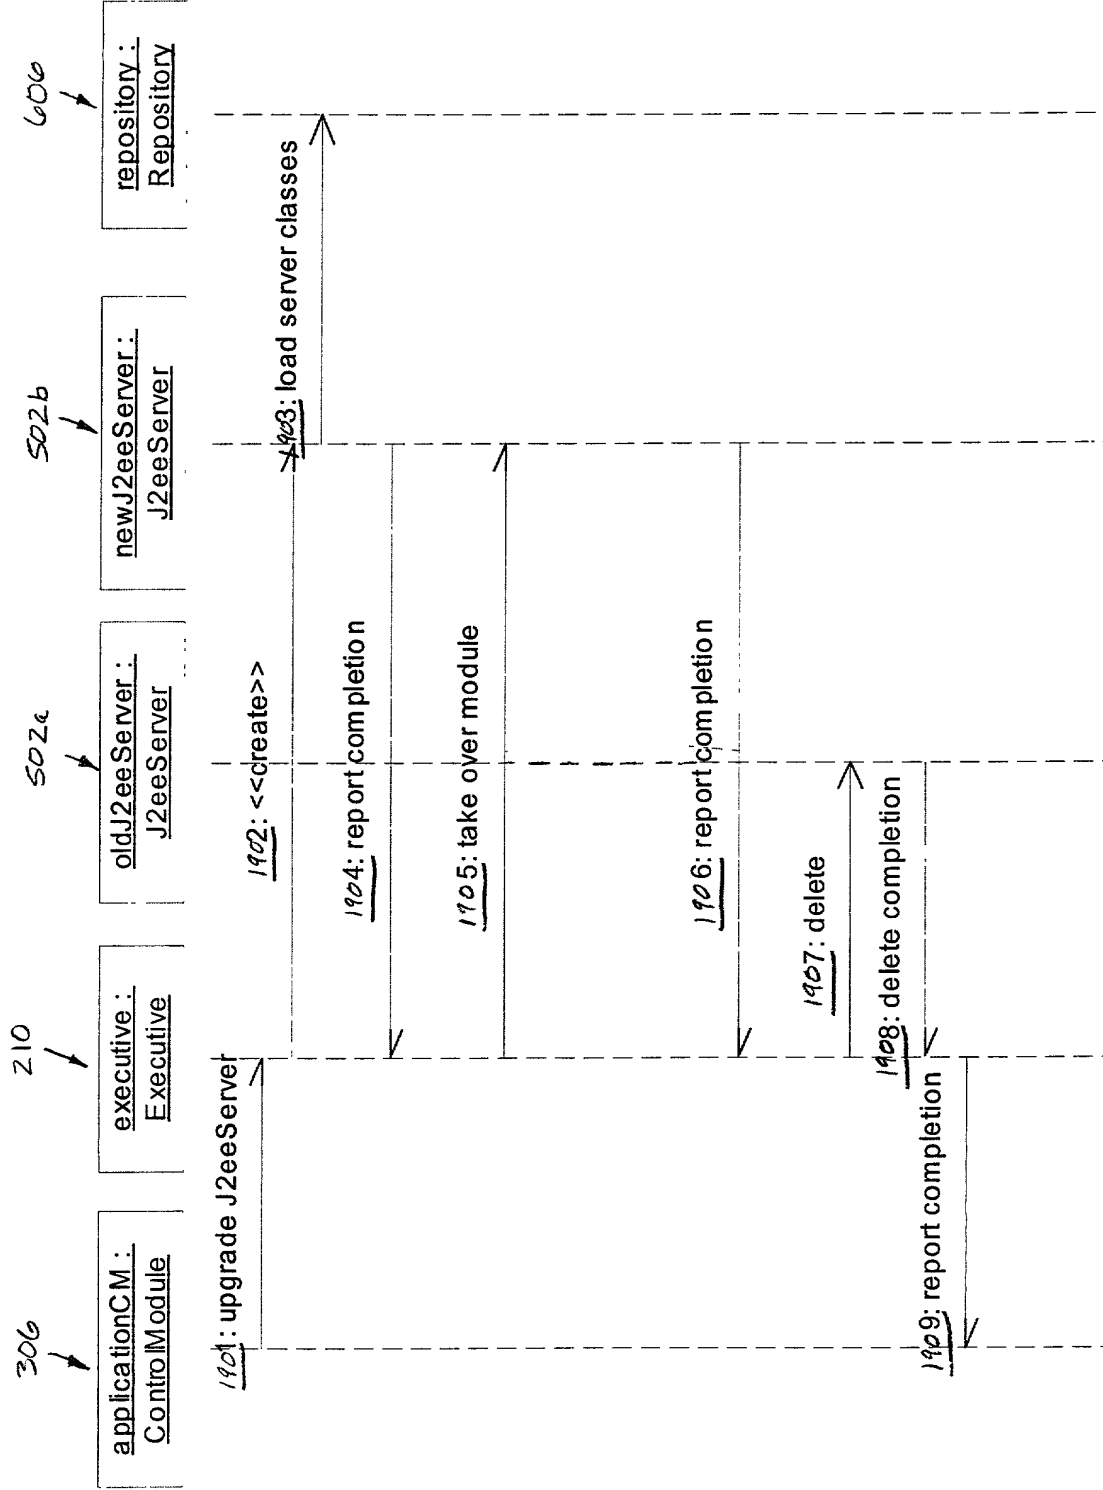 306
210
502a
502b
606
applicationCM :
ControlModule
executive :
Executive
oldJ2eeServer :
J2eeServer
newJ2eeServer :
J2eeServer
repository :
Repository
1901: upgrade J2eeServer
1902: <<create>>
1903: load server classes
1904: report completion
1905: take over module
1906: report completion
1907: delete
1908: delete completion
1909: report completion